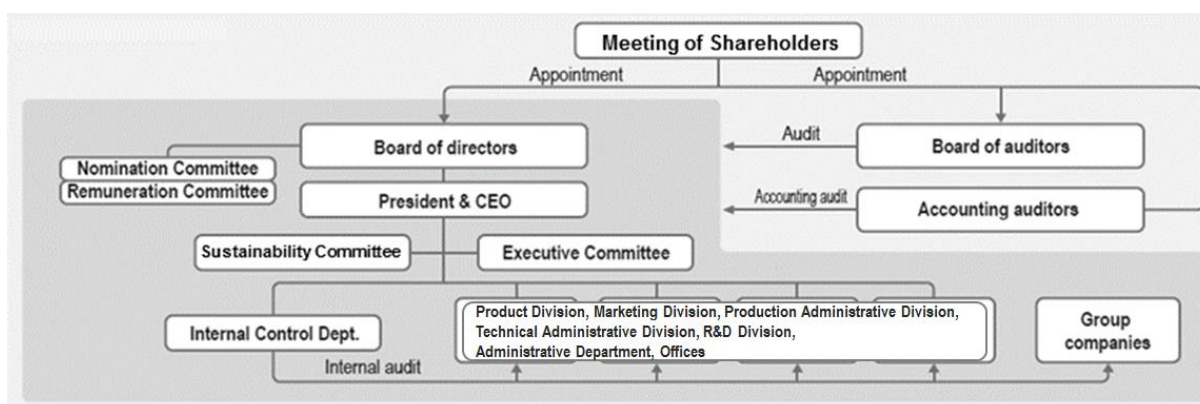 Meeting of Shareholders
Appointment
Appointment
Board of directors
Audit
Board of auditors
Nomination Committee
Remuneration Committee
President & CEO
Accounting audit
Accounting auditors
Sustainability Committee
Executive Committee
Internal Control Dept.
Product Division, Marketing Division, Production Administrative Division,
Technical Administrative Division, R&D Division,
Administrative Department, Offices
Group
companies
Internal audit